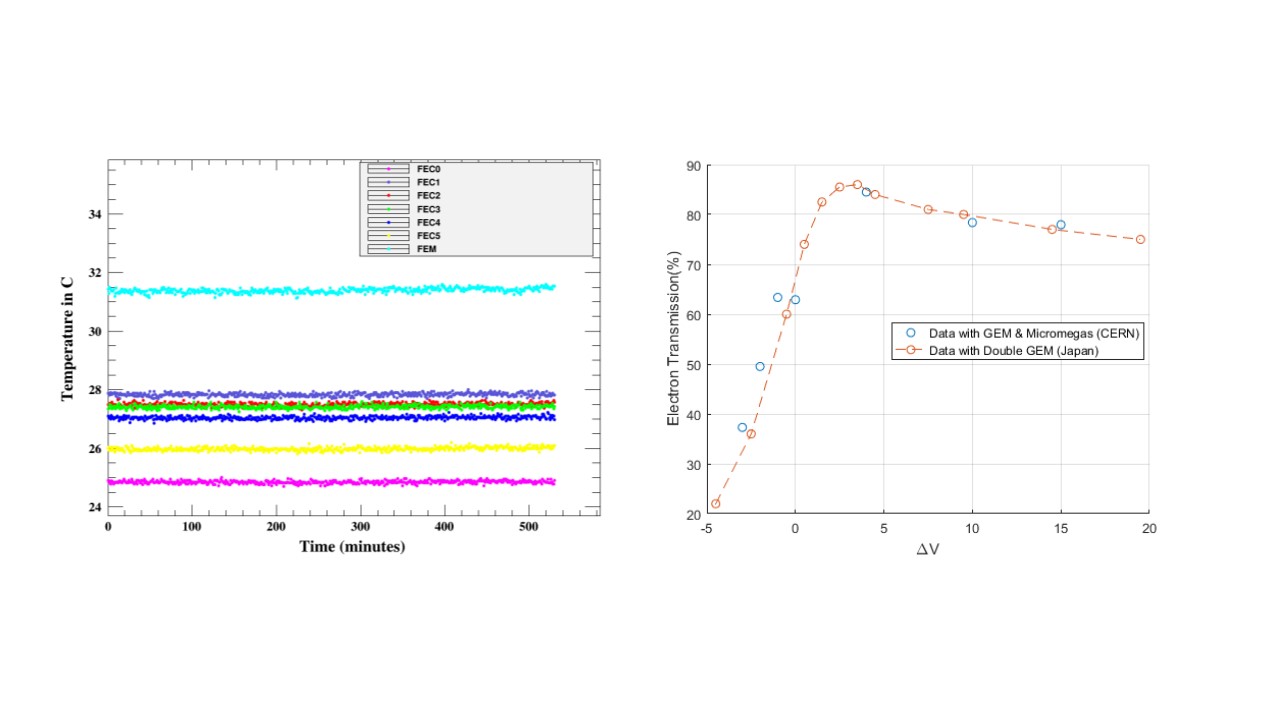 FEC0
FEC1
FEC2
FEC3
FEC4
FEC5
FEM
34
32
30
28
26
24
Temperature in C
0 100 200 300 400 500
Time (minutes)
90
80
70
60
50
40
30
20
Electron Transmission(%)
Data with GEM & Micromegas (CERN)
Data with Double GEM (Japan)
-5 0 5 10 15 20
ΔV